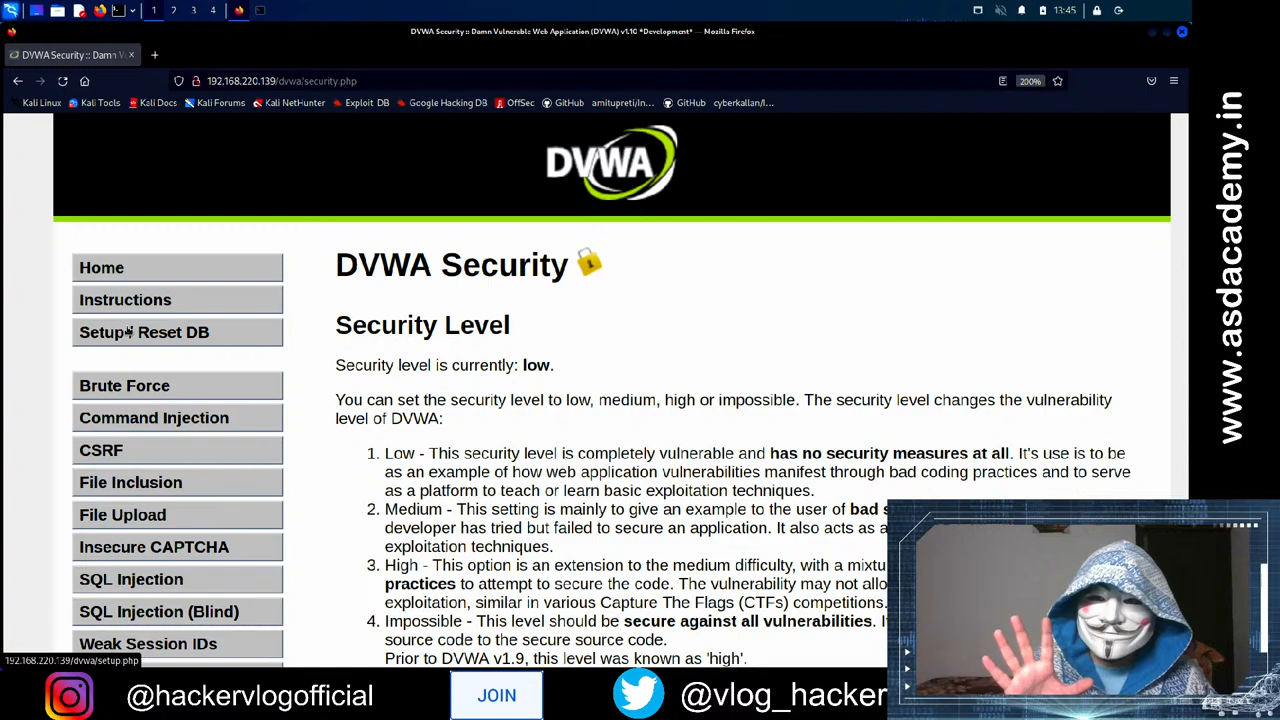 1 2 3 4
13:45
DVWA Security :: Damn Vulnerable Web Application (DVWA) v1.10 *Development* — Mozilla Firefox
DVWA Security :: Damn V
192.168.220.139/dvwa/security.php
200%
Kali Linux Kali Tools Kali Docs Kali Forums Kali NetHunter Exploit DB Google Hacking DB OffSec GitHub amitupreti/In... GitHub cyberkallan/I...
DVWA
Home
Instructions
Setup / Reset DB
Brute Force
Command Injection
CSRF
File Inclusion
File Upload
Insecure CAPTCHA
SQL Injection
SQL Injection (Blind)
Weak Session IDs
192.168.220.139/dvwa/setup.php
DVWA Security
Security Level
Security level is currently: low.
You can set the security level to low, medium, high or impossible. The security level changes the vulnerability
level of DVWA:
1. Low - This security level is completely vulnerable and has no security measures at all. It's use is to be
as an example of how web application vulnerabilities manifest through bad coding practices and to serve
as a platform to teach or learn basic exploitation techniques.
2. Medium - This setting is mainly to give an example to the user of bad s
developer has tried but failed to secure an application. It also acts as a
exploitation techniques.
3. High - This option is an extension to the medium difficulty, with a mixtu
practices to attempt to secure the code. The vulnerability may not allo
exploitation, similar in various Capture The Flags (CTFs) competitions.
4. Impossible - This level should be secure against all vulnerabilities. I
source code to the secure source code.
Prior to DVWA v1.9, this level was known as 'high'.
www.asdacademy.in
@hackervlogofficial
JOIN
@vlog_hacker